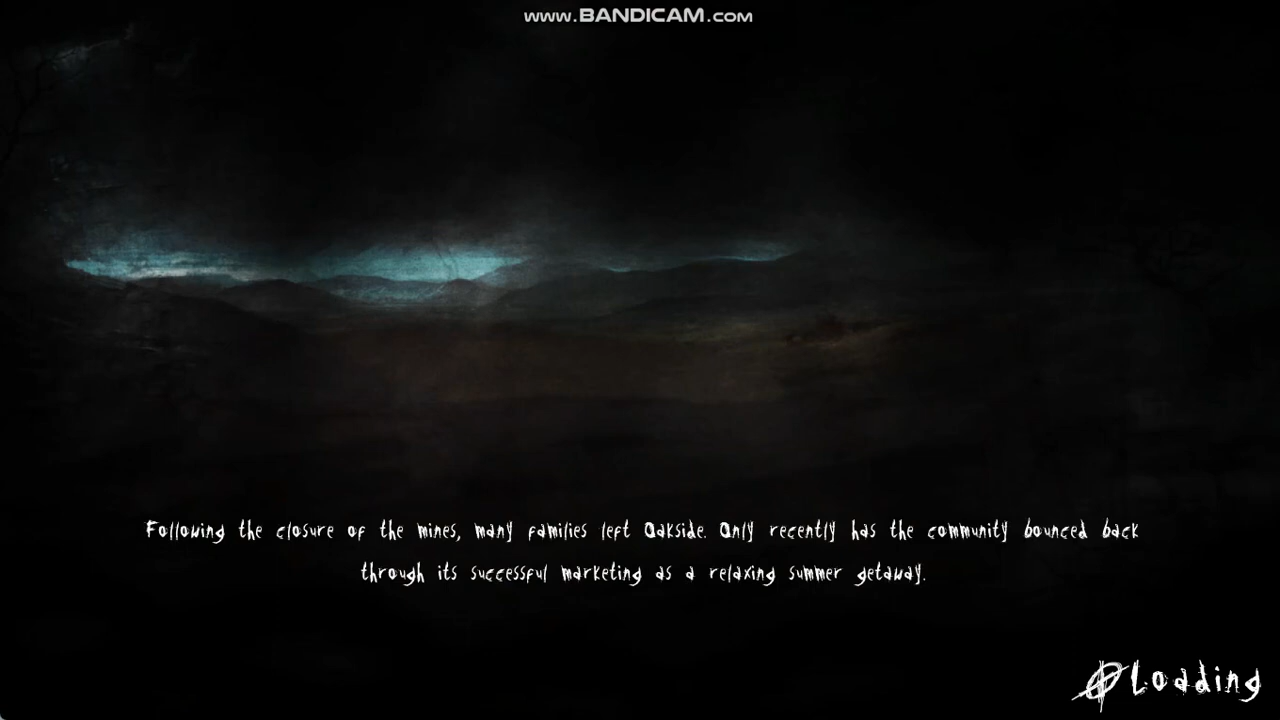 www.BANDICAM.com
Following the closure of the mines, many families left Oakside. Only recently has the community bounced back
through its successful marketing as a relaxing summer getaway.
Loading